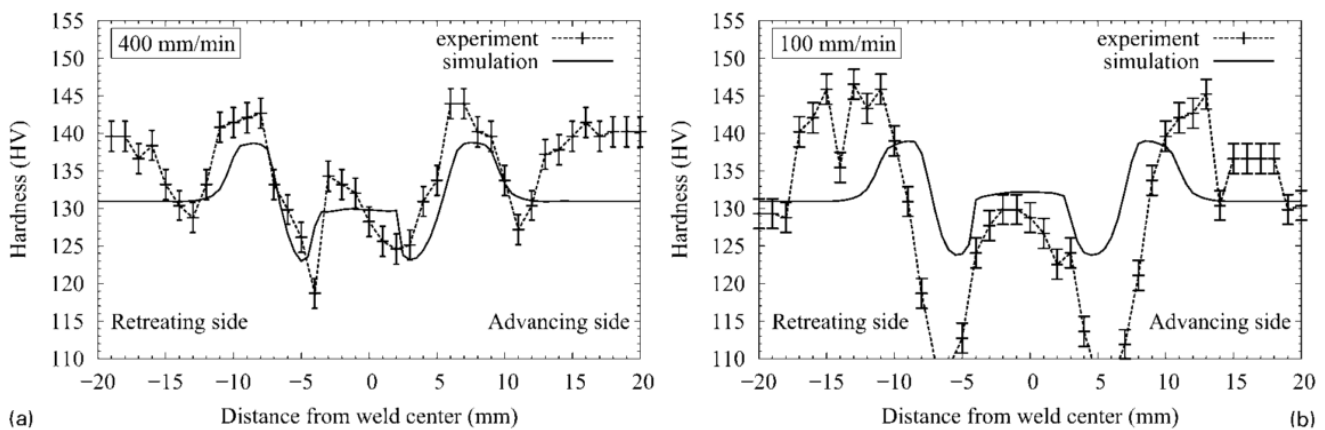 155
150
145
140
135
130
125
120
115
110
Hardness (HV)
400 mm/min
experiment
simulation
Retreating side
Advancing side
−20 −15 −10 −5 0 5 10 15 20
Distance from weld center (mm)
(a)
155
150
145
140
135
130
125
120
115
110
Hardness (HV)
100 mm/min
experiment
simulation
Retreating side
Advancing side
−20 −15 −10 −5 0 5 10 15 20
Distance from weld center (mm)
(b)